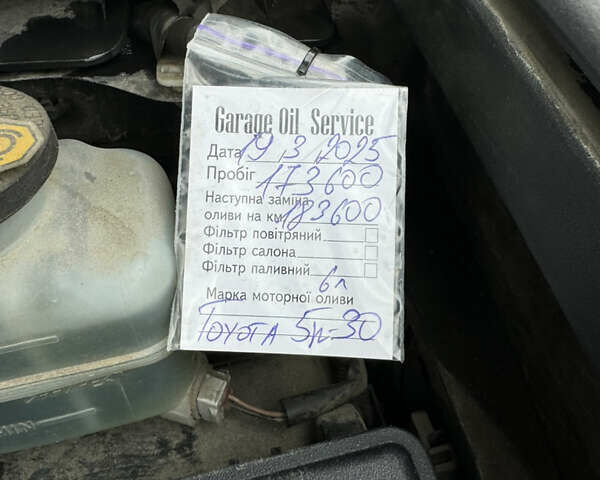 Garage Oil Service
Дата 19 3 2025
Пробіг 173600
Наступна заміна
оливи на км 183600
Фільтр повітряний
Фільтр салона
Фільтр паливний
6л
Марка моторної оливи
Toyota 5w-30
MIN